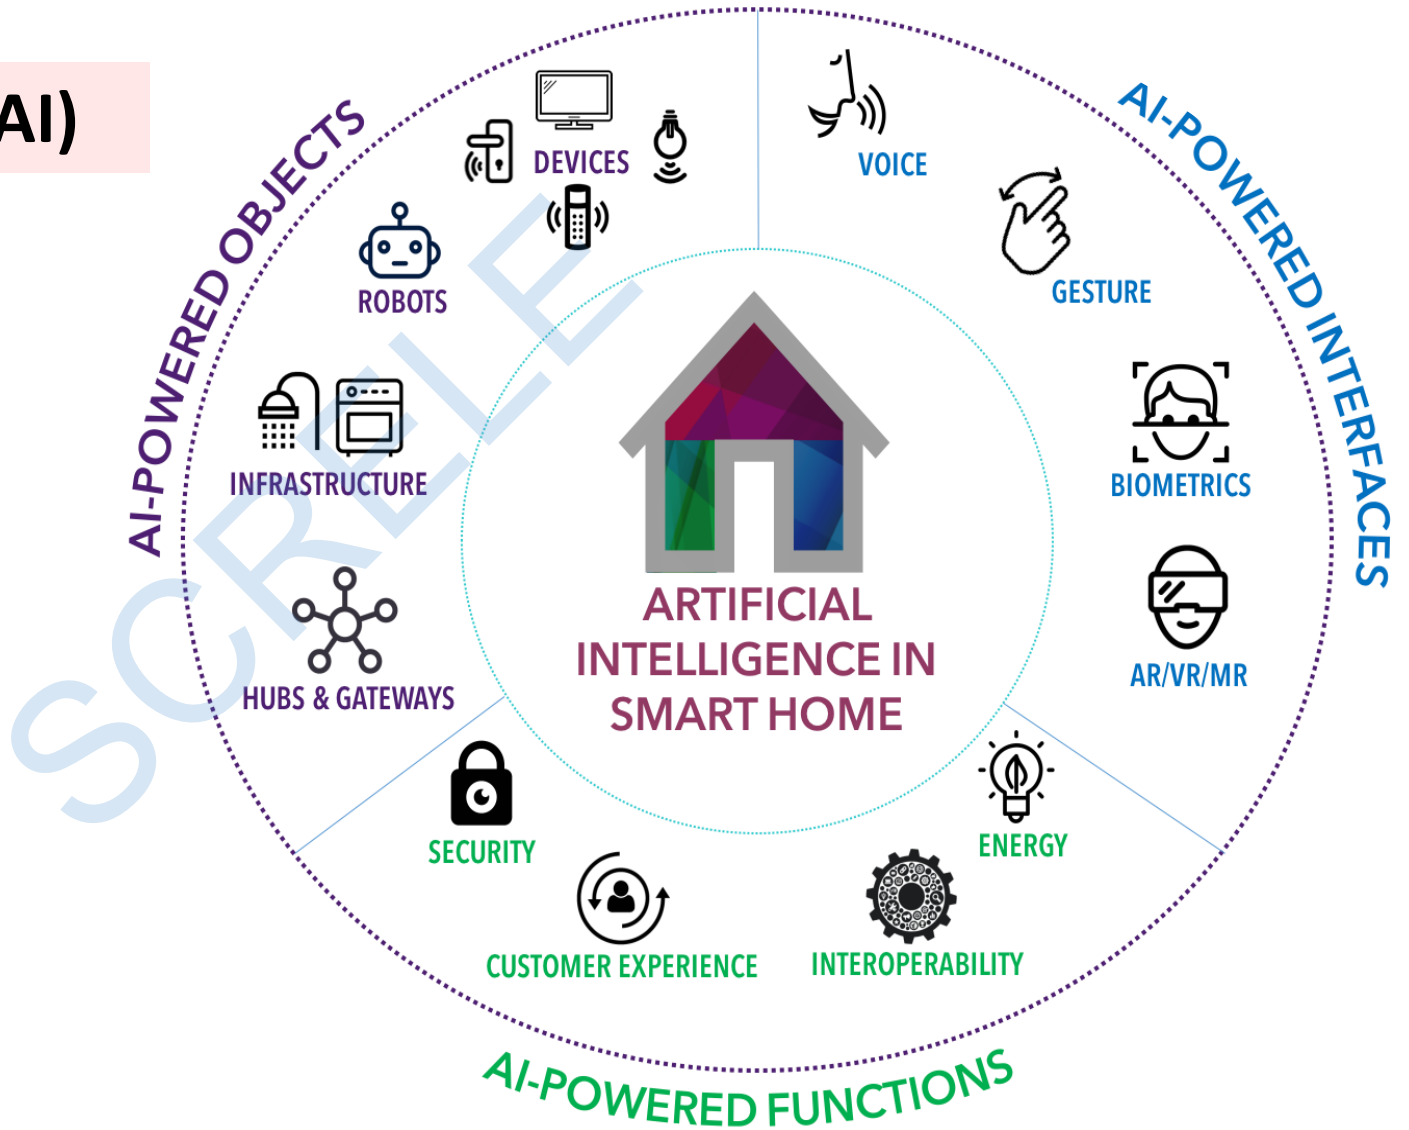 AI)
AI-POWERED OBJECTS
DEVICES
ROBOTS
INFRASTRUCTURE
HUBS & GATEWAYS
AI-POWERED INTERFACES
VOICE
GESTURE
BIOMETRICS
AR/VR/MR
ARTIFICIAL
INTELLIGENCE IN
SMART HOME
SECURITY
CUSTOMER EXPERIENCE
INTEROPERABILITY
ENERGY
AI-POWERED FUNCTIONS
SCRELE